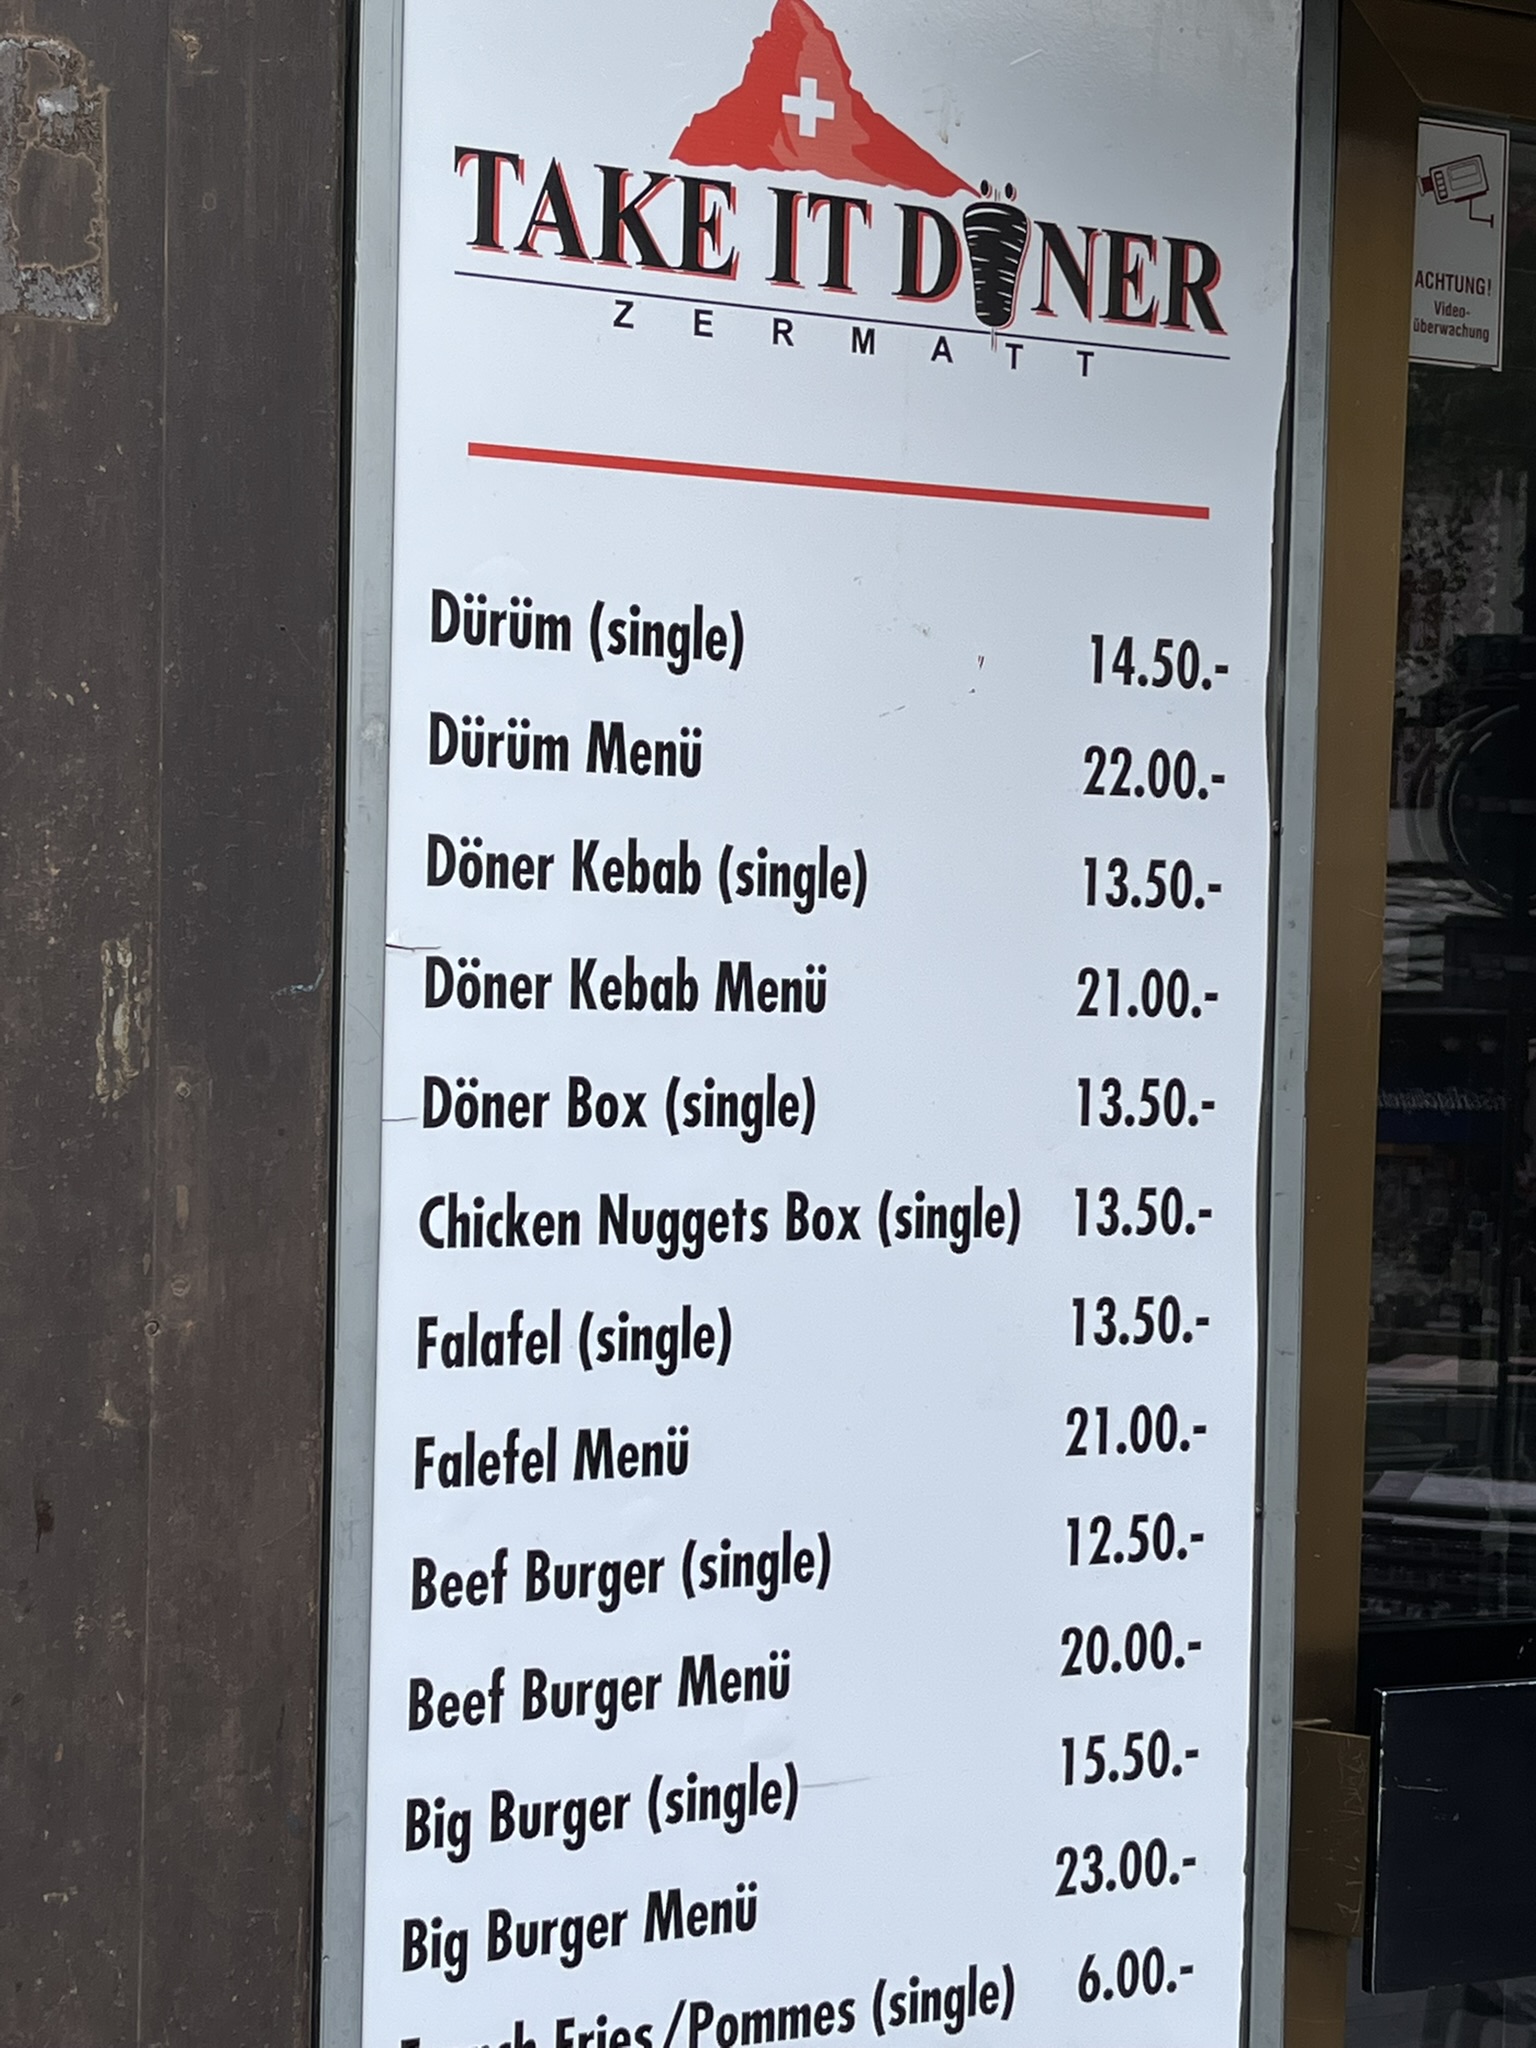 TAKE IT DÖNER
ZERMATT
ACHTUNG!
Video-
überwachung
Dürüm (single) 14.50.-
Dürüm Menü 22.00.-
Döner Kebab (single) 13.50.-
Döner Kebab Menü 21.00.-
Döner Box (single) 13.50.-
Chicken Nuggets Box (single) 13.50.-
Falafel (single) 13.50.-
Falefel Menü 21.00.-
Beef Burger (single) 12.50.-
Beef Burger Menü 20.00.-
Big Burger (single) 15.50.-
Big Burger Menü 23.00.-
French Fries/Pommes (single) 6.00.-